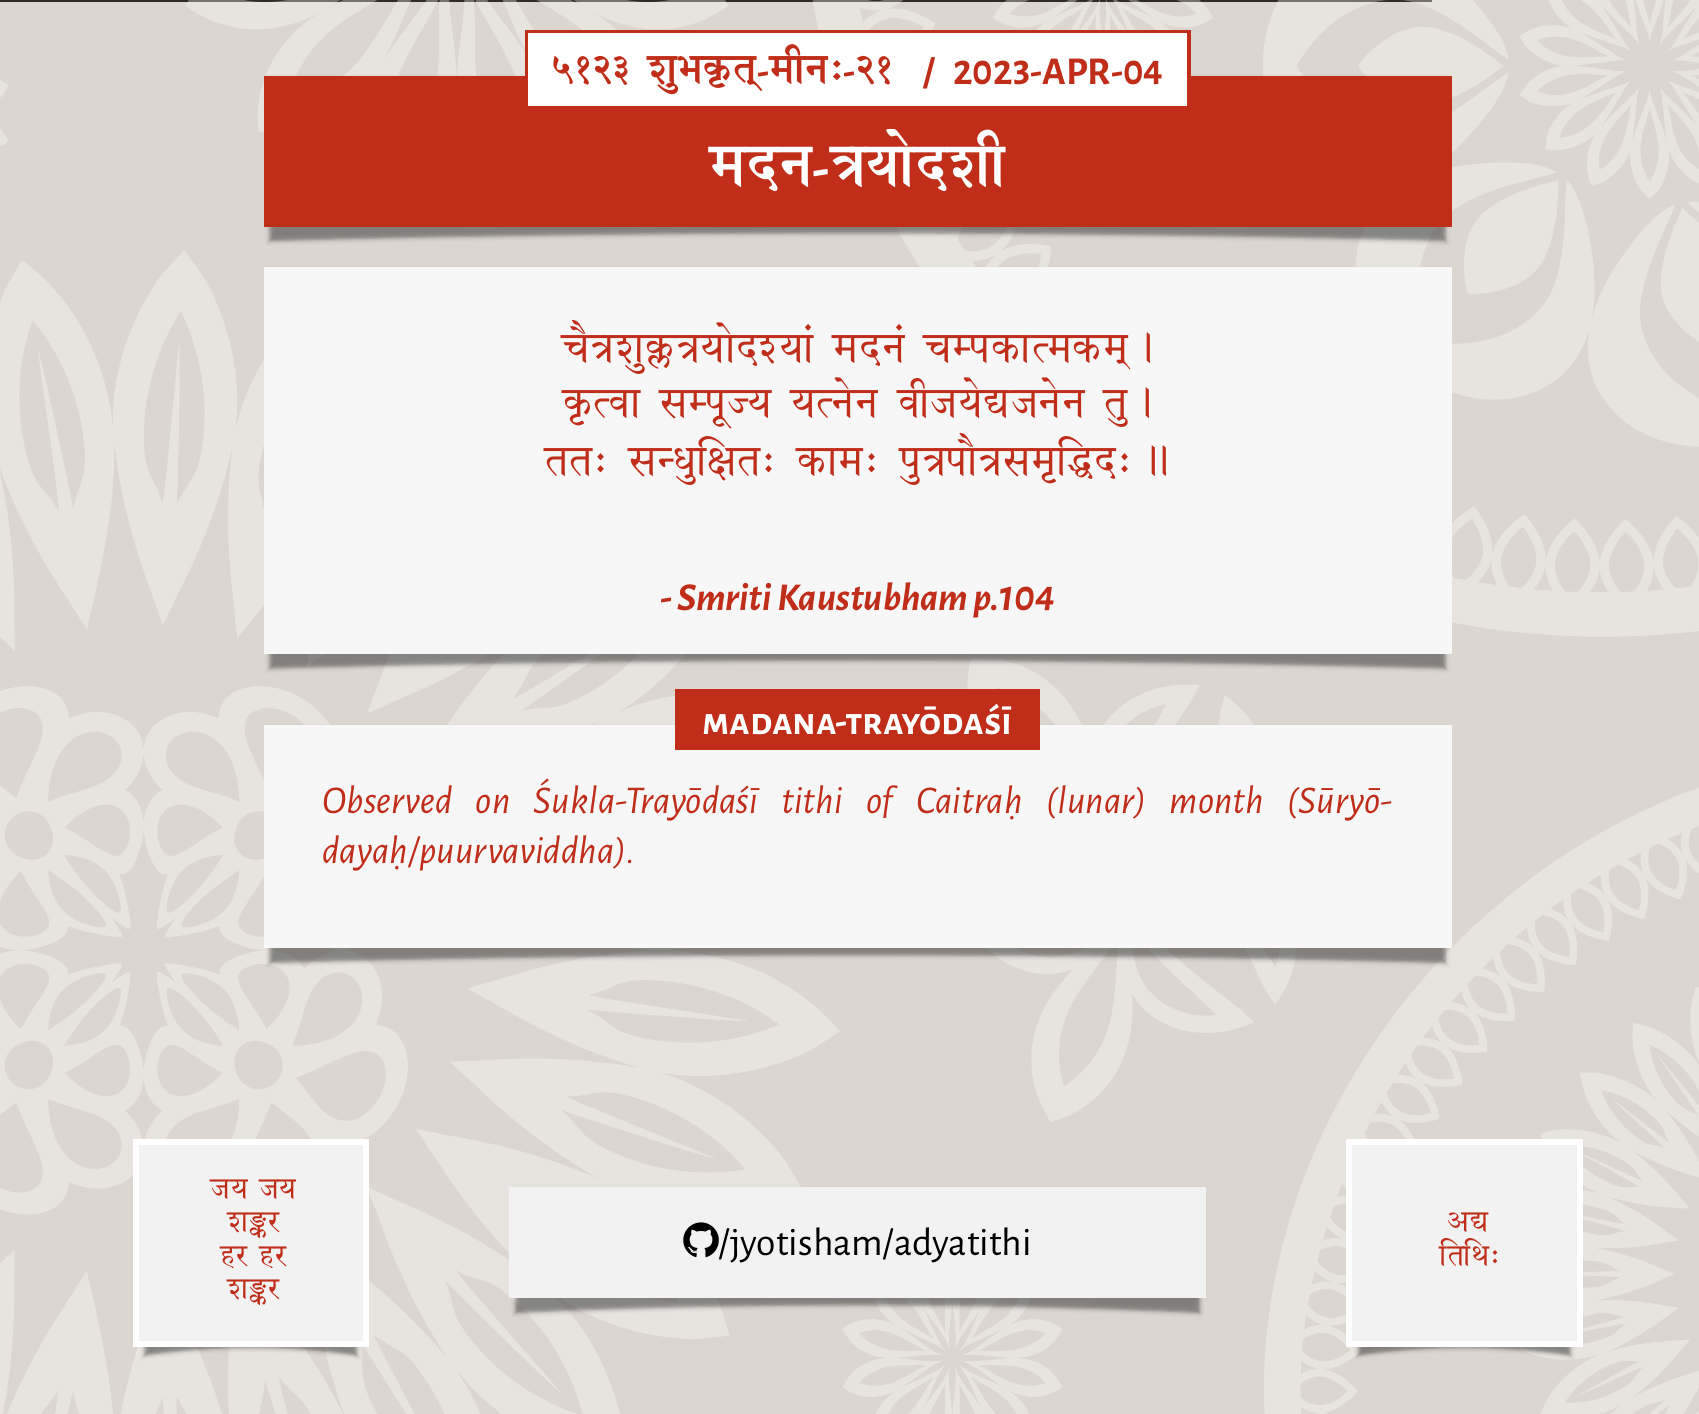 ५१२३ शुभकृत्-मीनः-२१ / 2023-APR-04
मदन-त्रयोदशी
चैत्रशुक्लत्रयोदश्यां मदनं चम्पकात्मकम्।
कृत्वा सम्पूज्य यत्नेन वीजयेद्यजनेन तु।
ततः सन्धुक्षितः कामः पुत्रपौत्रसमृद्धिदः॥
- Smriti Kaustubham p.104
MADANA-TRAYŌDAŚĪ
Observed on Śukla-Trayōdaśī tithi of Caitraḥ (lunar) month (Sūryō-
dayaḥ/puurvaviddha).
जय जय
शङ्कर
हर हर
शङ्कर
/jyotisham/adyatithi
अद्य
तिथिः